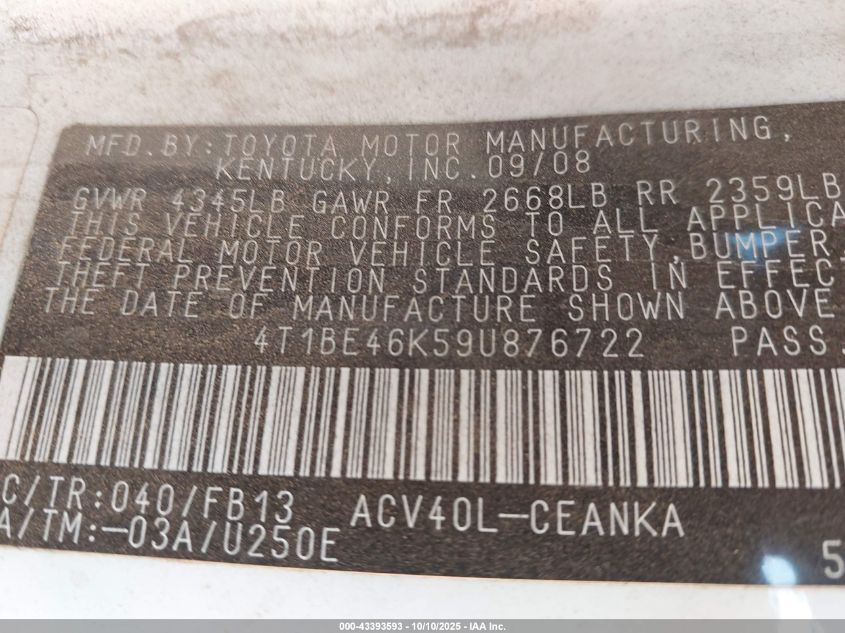 MFD.BY:TOYOTA MOTOR MANUFACTURING,
KENTUCKY,INC.09/08
GVWR 4345LB GAWR FR 2668LB RR 2359LB
THIS VEHICLE CONFORMS TO ALL APPLICA
FEDERAL MOTOR VEHICLE SAFETY,BUMPER,
THEFT PREVENTION STANDARDS IN EFFEC
THE DATE OF MANUFACTURE SHOWN ABOVE
4T1BE46K59U876722 PASS.
C/TR:040/FB13 ACV40L-CEANKA
A/TM:-03A/U250E 5
000-43393593 / 10/10/2025 / IAA Inc.